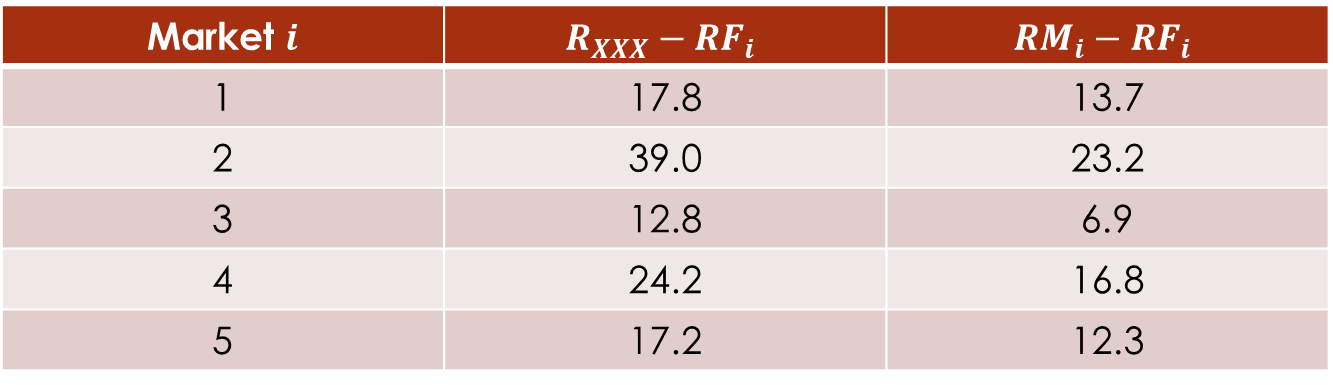 Market i R_XXX − RF_i RM_i − RF_i
1 17.8 13.7
2 39.0 23.2
3 12.8 6.9
4 24.2 16.8
5 17.2 12.3